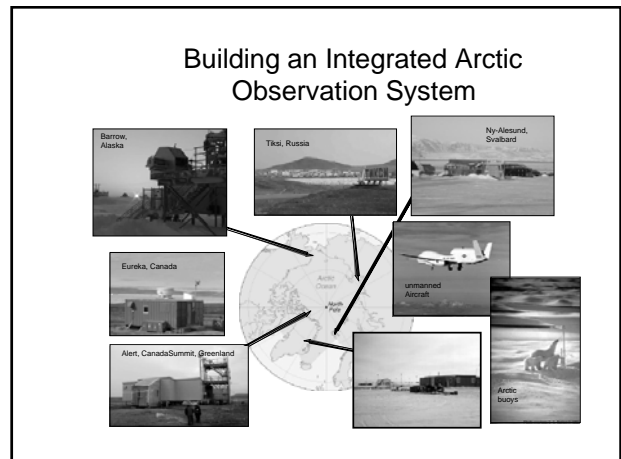 Building an Integrated Arctic
Observation System
Barrow,
Alaska
Tiksi, Russia
Ny-Alesund,
Svalbard
Eureka, Canada
unmanned
Aircraft
Arctic
Ocean
North
Pole
Alert, CanadaSummit, Greenland
Arctic
buoys